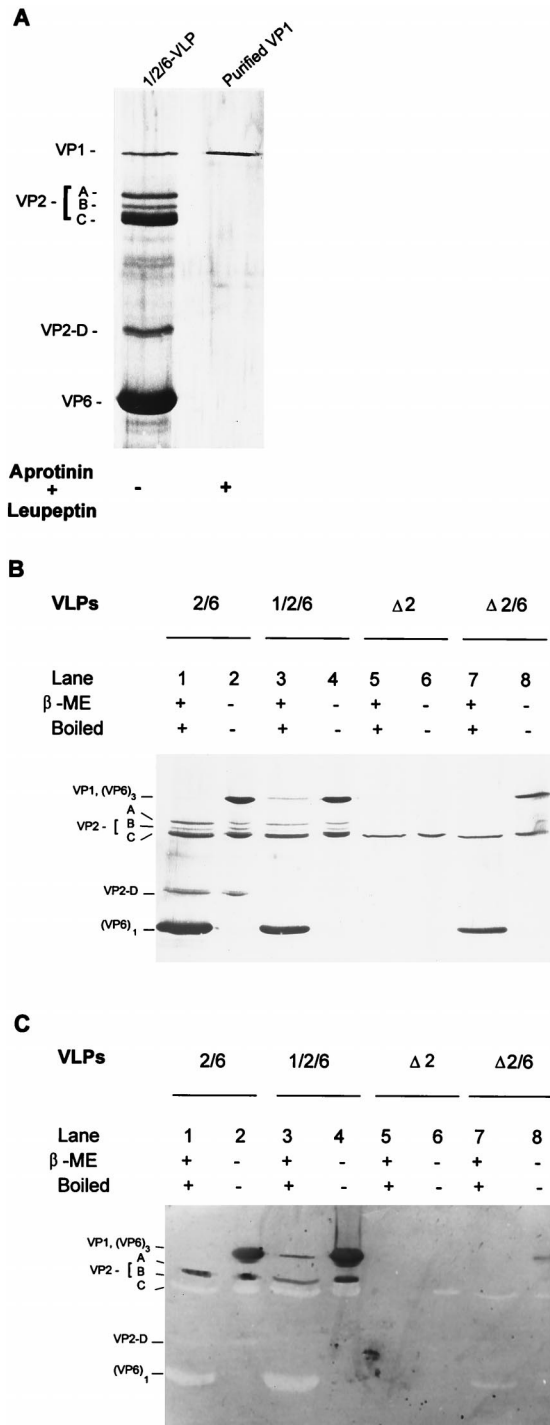 A
1/2/6-VLP Purified VP1
VP1 -
VP2 - [ A -
B -
C -
VP2-D -
VP6 -
Aprotinin
+ - +
Leupeptin
B
VLPs 2/6 1/2/6 Δ2 Δ2/6
Lane 1 2 3 4 5 6 7 8
β-ME + - + - + - + -
Boiled + - + - + - + -
VP1, (VP6)3
A
VP2 - [ B
C
VP2-D
(VP6)1
C
VLPs 2/6 1/2/6 Δ2 Δ2/6
Lane 1 2 3 4 5 6 7 8
β-ME + - + - + - + -
Boiled + - + - + - + -
VP1, (VP6)3
A
VP2 - [ B
C
VP2-D
(VP6)1